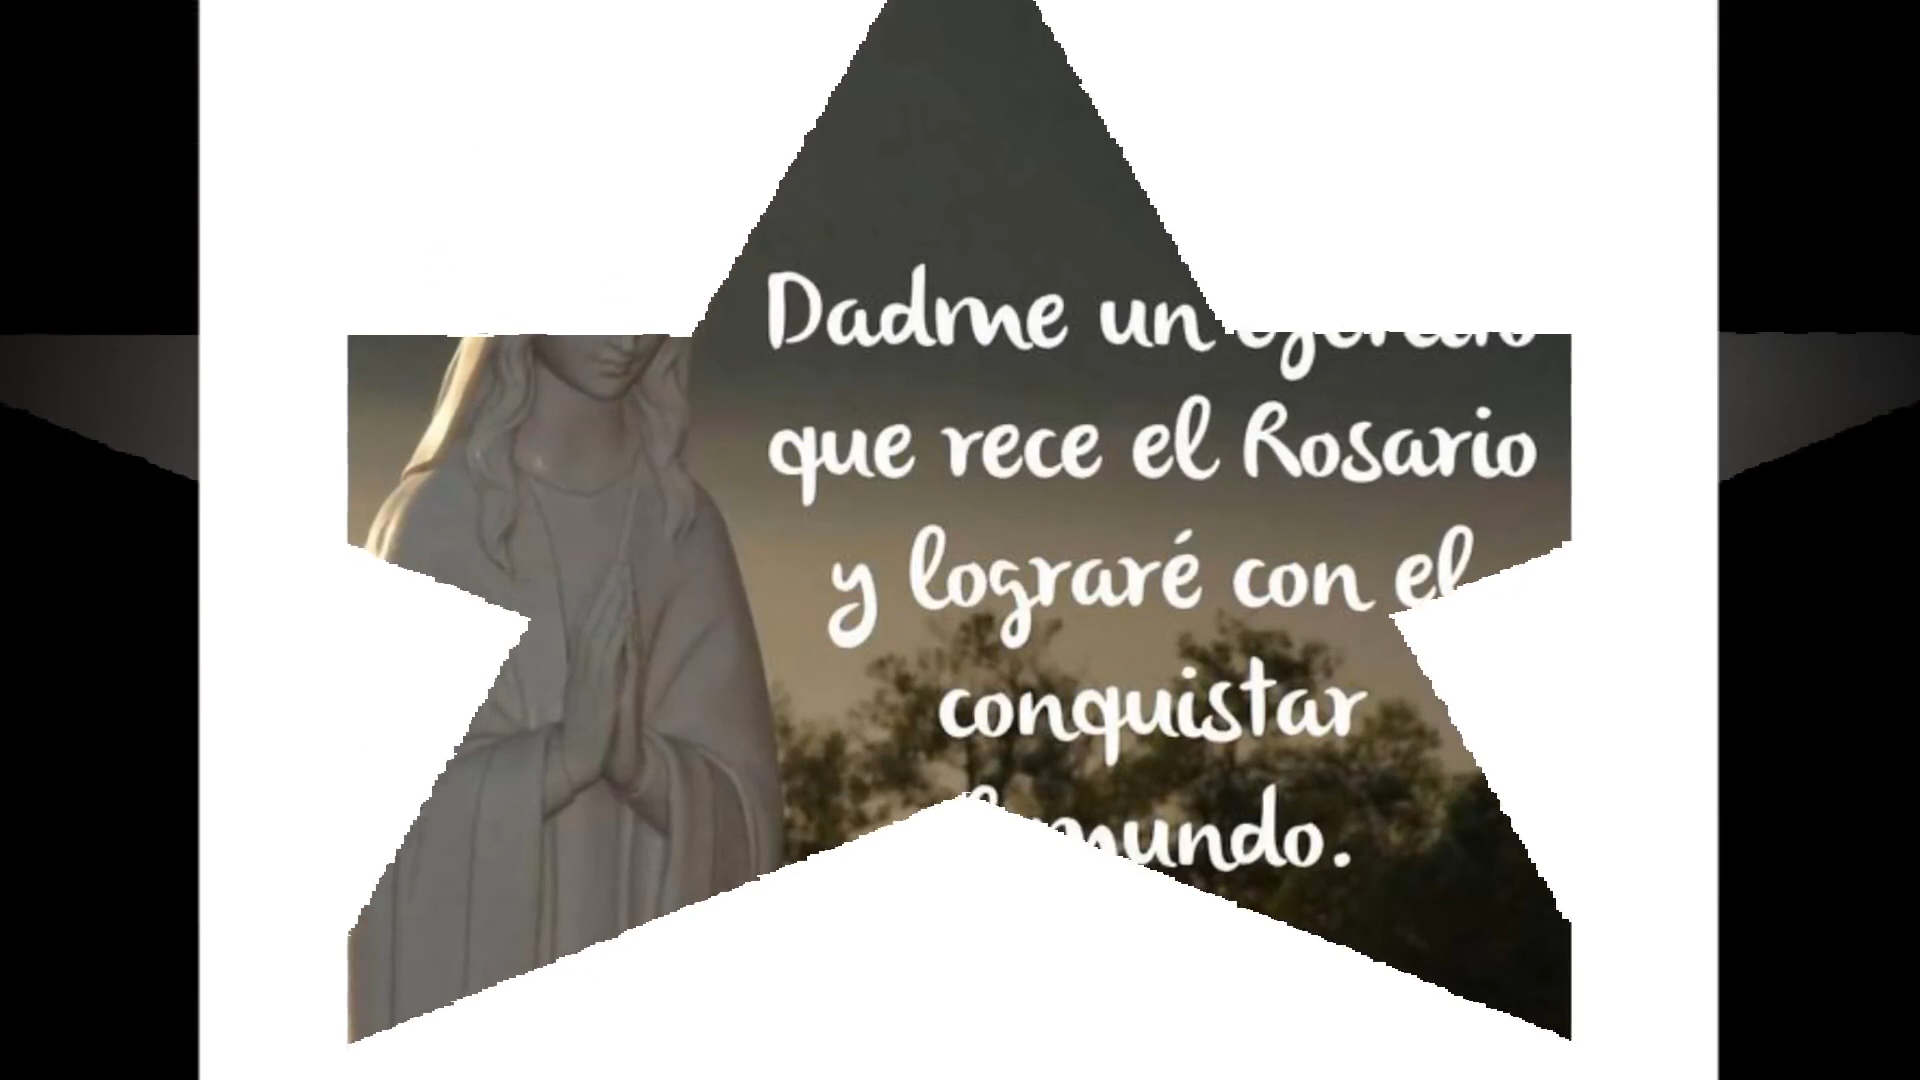 Dadme un
que rece el Rosario
y lograré con el
conquistar
mundo.